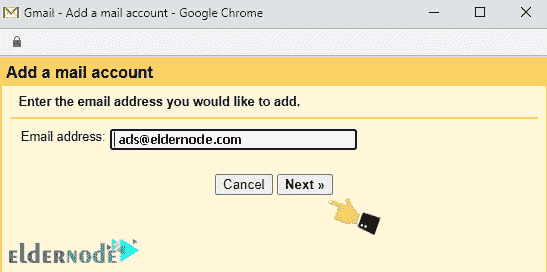 Gmail - Add a mail account - Google Chrome
Add a mail account
Enter the email address you would like to add.
Email address: ads@eldernode.com
Cancel Next »
ELDERNODE